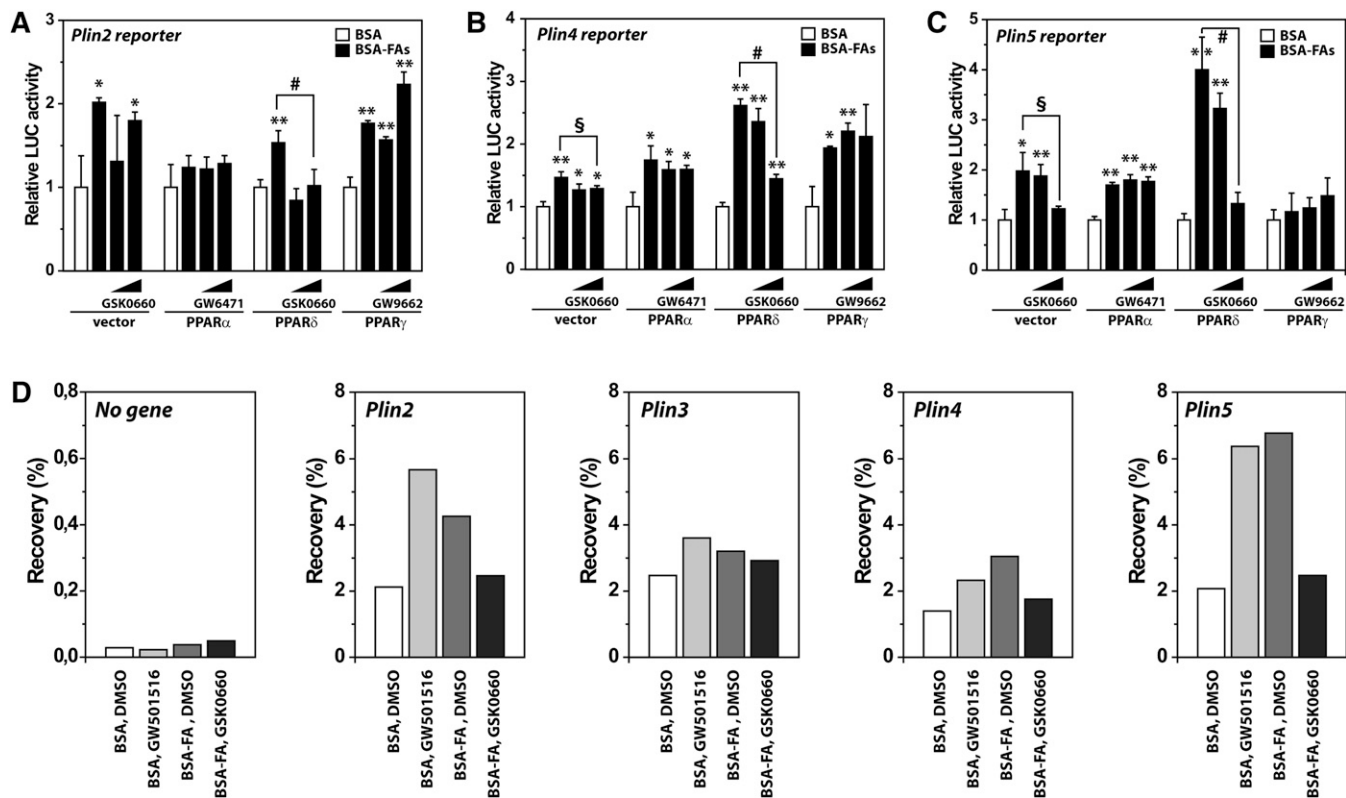 A
Plin2 reporter
BSA
BSA-FAs
Relative LUC activity
3
2
1
0
*
*
**
#
**
**
**
GSK0660
GW6471
GSK0660
GW9662
vector
PPARα
PPARδ
PPARγ
B
Plin4 reporter
BSA
BSA-FAs
Relative LUC activity
4
3
2
1
0
§
**
*
*
*
*
*
#
**
**
**
*
**
GSK0660
GW6471
GSK0660
GW9662
vector
PPARα
PPARδ
PPARγ
C
Plin5 reporter
BSA
BSA-FAs
Relative LUC activity
5
4
3
2
1
0
§
*
**
**
**
**
#
**
**
GSK0660
GW6471
GSK0660
GW9662
vector
PPARα
PPARδ
PPARγ
D
No gene
Recovery (%)
0,8
0,6
0,4
0,2
0,0
BSA, DMSO
BSA, GW501516
BSA-FA , DMSO
BSA-FA, GSK0660
Plin2
Recovery (%)
8
6
4
2
0
BSA, DMSO
BSA, GW501516
BSA-FA , DMSO
BSA-FA, GSK0660
Plin3
Recovery (%)
8
6
4
2
0
BSA, DMSO
BSA, GW501516
BSA-FA , DMSO
BSA-FA, GSK0660
Plin4
Recovery (%)
8
6
4
2
0
BSA, DMSO
BSA, GW501516
BSA-FA , DMSO
BSA-FA, GSK0660
Plin5
Recovery (%)
8
6
4
2
0
BSA, DMSO
BSA, GW501516
BSA-FA , DMSO
BSA-FA, GSK0660